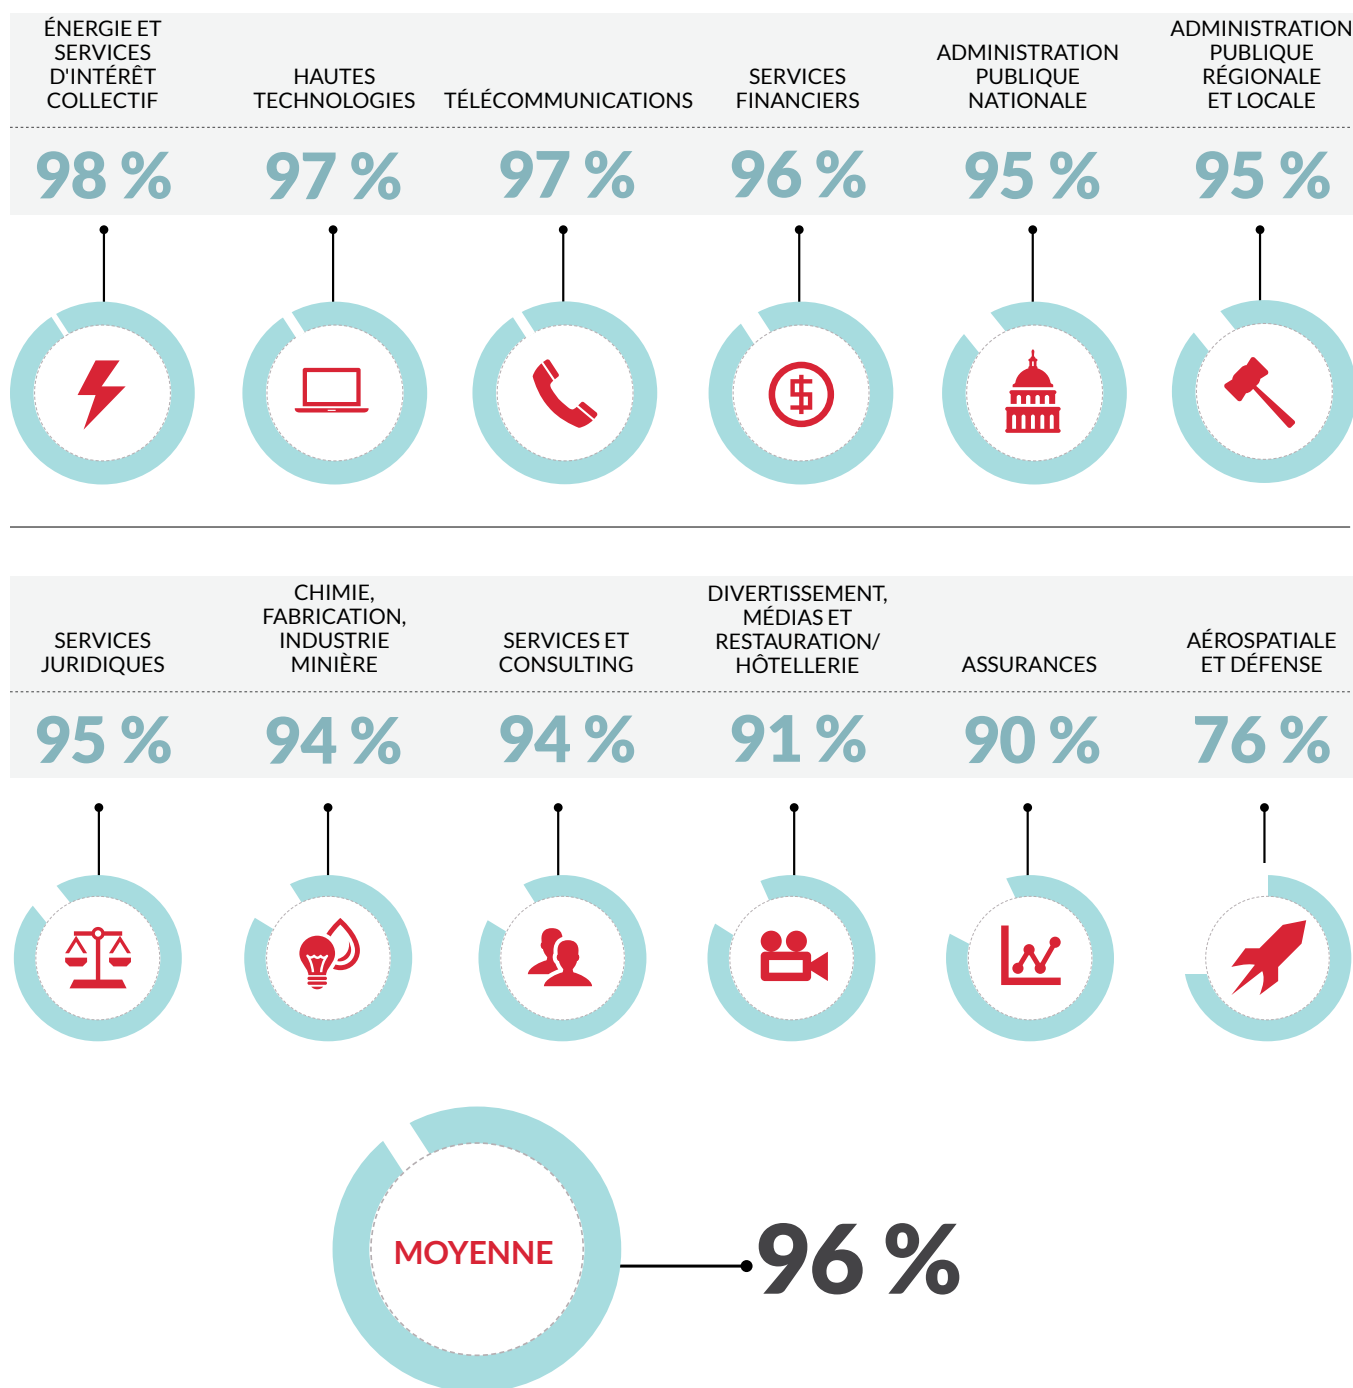 ÉNERGIE ET
SERVICES
D'INTÉRÊT
COLLECTIF
HAUTES
TECHNOLOGIES
TÉLÉCOMMUNICATIONS
SERVICES
FINANCIERS
ADMINISTRATION
PUBLIQUE
NATIONALE
ADMINISTRATION
PUBLIQUE
RÉGIONALE
ET LOCALE
98 %
97 %
97 %
96 %
95 %
95 %
SERVICES
JURIDIQUES
CHIMIE,
FABRICATION,
INDUSTRIE
MINIÈRE
SERVICES ET
CONSULTING
DIVERTISSEMENT,
MÉDIAS ET
RESTAURATION/
HÔTELLERIE
ASSURANCES
AÉROSPATIALE
ET DÉFENSE
95 %
94 %
94 %
91 %
90 %
76 %
MOYENNE
96 %